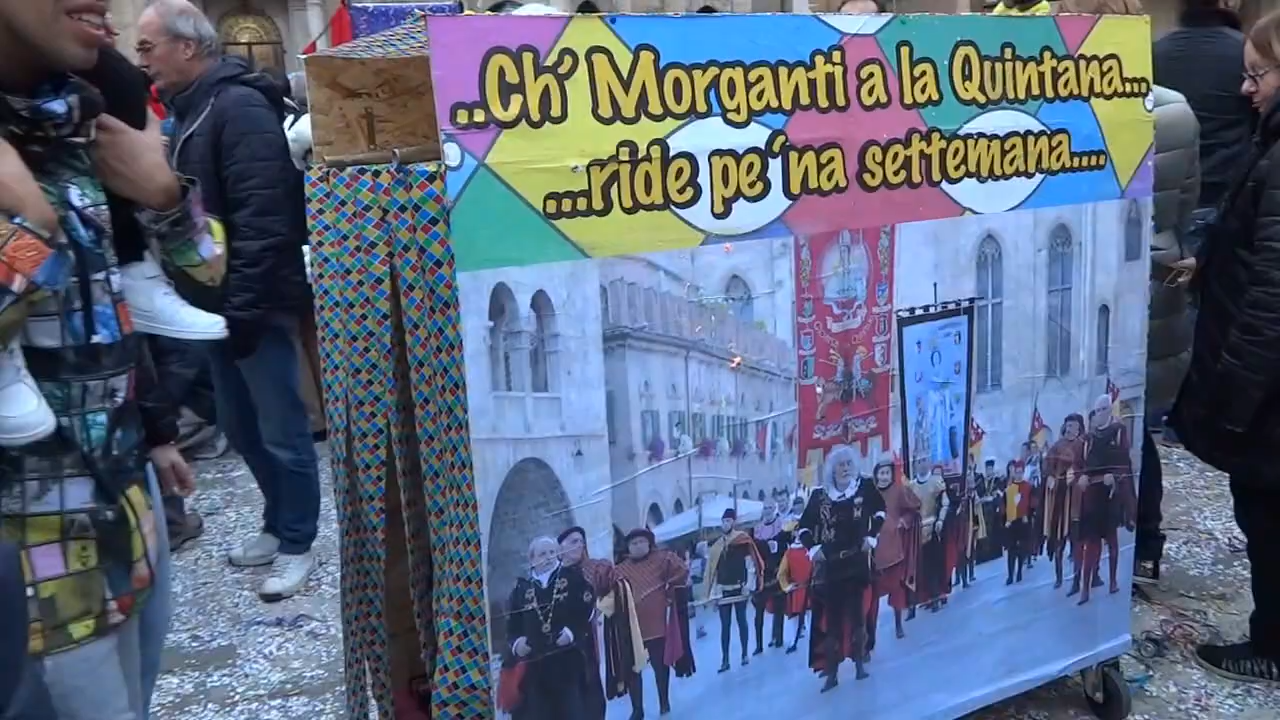 ..Ch' Morganti a la Quintana...
...ride pe´na settemana....